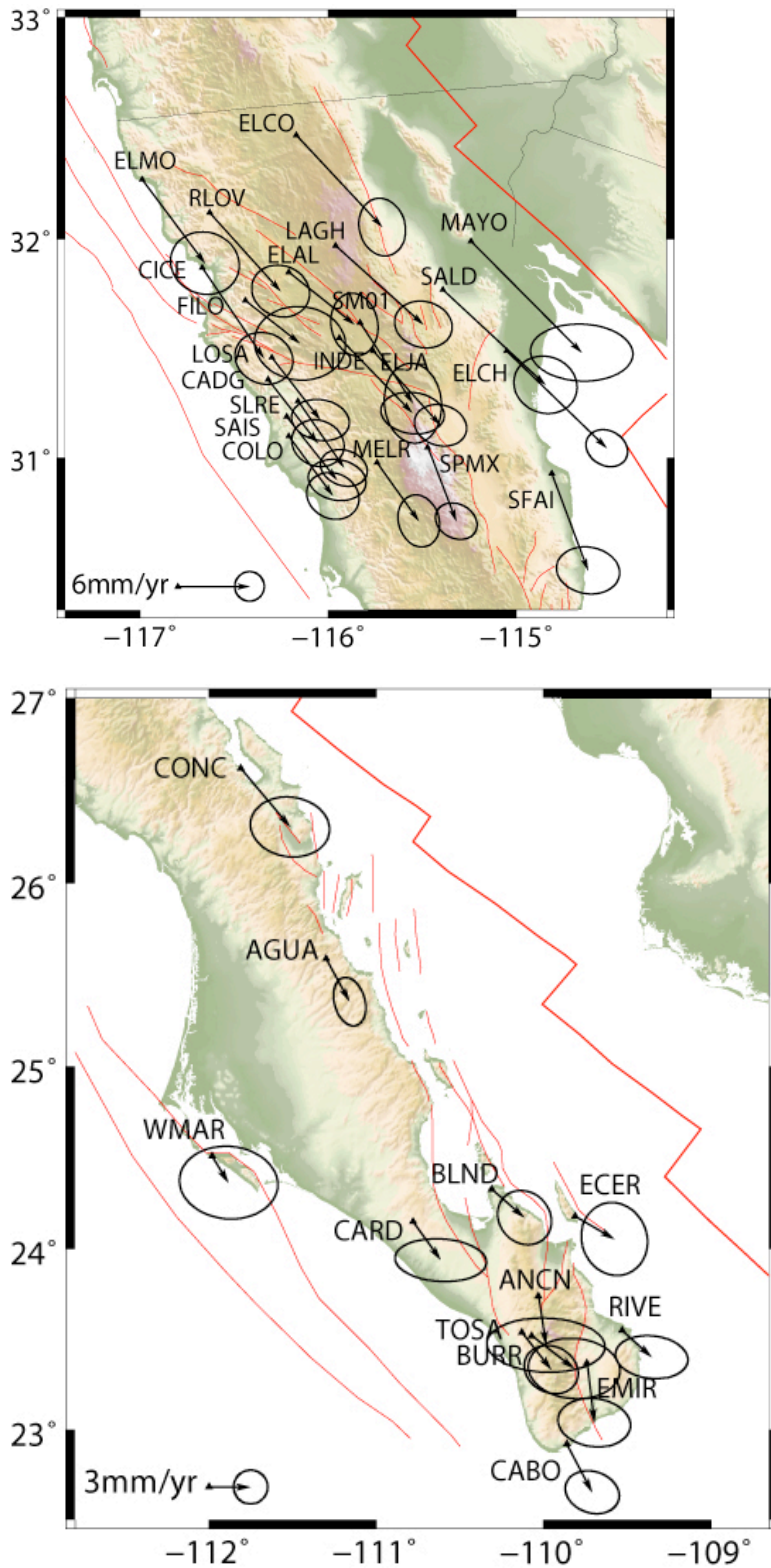 33°
ELCO
ELMO
RLOV
32°
LAGH
MAYO
CICE
ELAL
SALD
FILO
SM01
LOSA
INDE
ELJA
ELCH
CADG
SLRE
SAIS
COLO
MELR
31°
SPMX
SFAI
6mm/yr
−117°
−116°
−115°
27°
CONC
26°
AGUA
25°
WMAR
BLND
ECER
CARD
24°
ANCN
RIVE
TOSA
BURR
EMIR
23°
CABO
3mm/yr
−112°
−111°
−110°
−109°